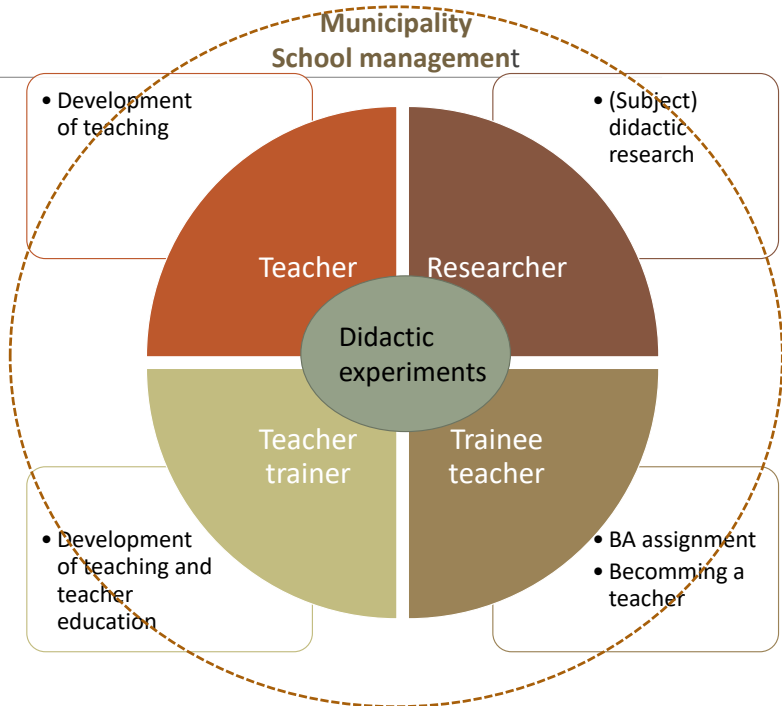 Municipality
School management
• Development
of teaching
• (Subject)
didactic
research
Teacher
Researcher
Didactic
experiments
Teacher
trainer
Trainee
teacher
• Development
of teaching and
teacher
education
• BA assignment
• Becomming a
teacher